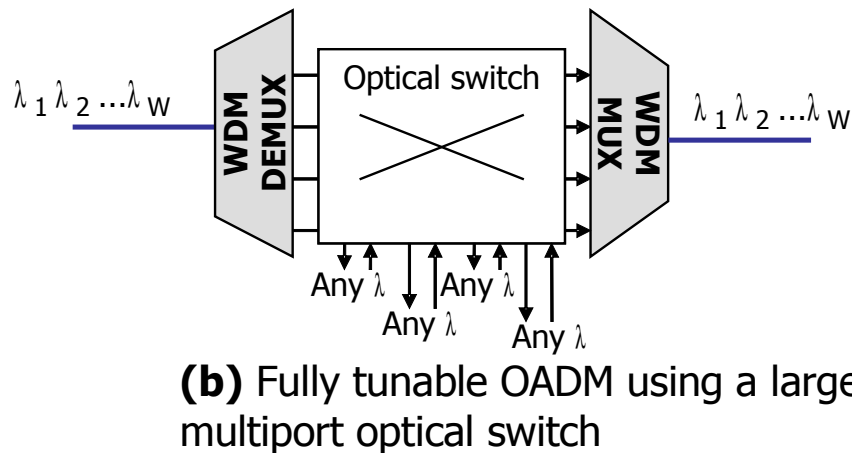 λ 1 λ 2 ...λ W
WDM
DEMUX
Optical switch
WDM
MUX
λ 1 λ 2 ...λ W
Any λ
Any λ
Any λ
Any λ
(b) Fully tunable OADM using a large
multiport optical switch